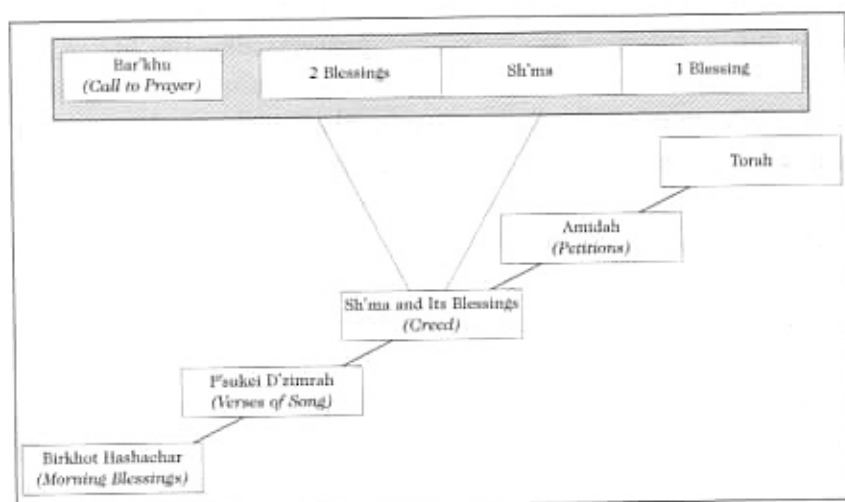 Bar'khu
(Call to Prayer)
2 Blessings
Sh'ma
1 Blessing
Torah
Amidah
(Petitions)
Sh'ma and Its Blessings
(Creed)
P'sukei D'zimrah
(Verses of Song)
Birkhot Hashachar
(Morning Blessings)